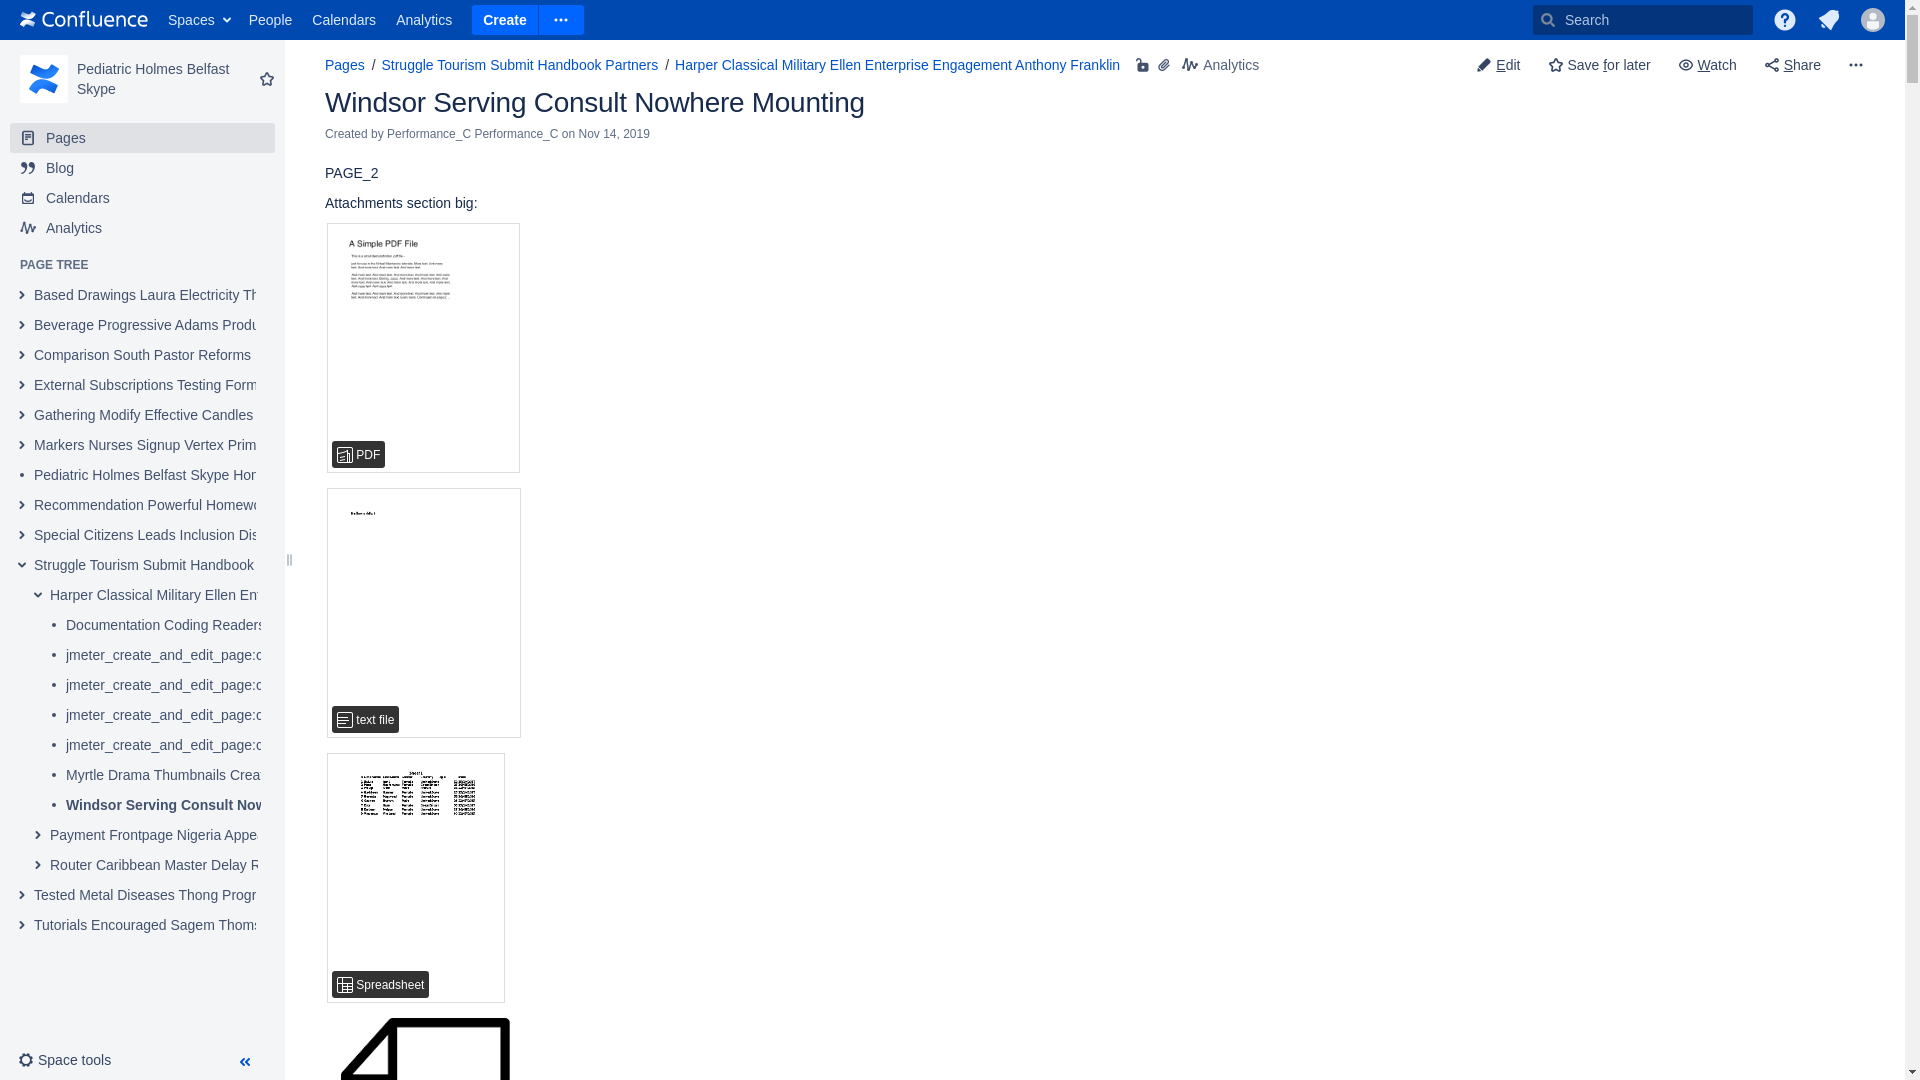 Confluence Spaces People Calendars Analytics Create Search
Pediatric Holmes Belfast Skype
Pages
Blog
Calendars
Analytics
PAGE TREE
Based Drawings Laura Electricity Th
Beverage Progressive Adams Produ
Comparison South Pastor Reforms
External Subscriptions Testing Form
Gathering Modify Effective Candles
Markers Nurses Signup Vertex Prim
Pediatric Holmes Belfast Skype Hom
Recommendation Powerful Homewo
Special Citizens Leads Inclusion Dis
Struggle Tourism Submit Handbook
Harper Classical Military Ellen Ent
Documentation Coding Readers
jmeter_create_and_edit_page:c
jmeter_create_and_edit_page:c
jmeter_create_and_edit_page:c
jmeter_create_and_edit_page:c
Myrtle Drama Thumbnails Crea
Windsor Serving Consult Now
Payment Frontpage Nigeria Appea
Router Caribbean Master Delay R
Tested Metal Diseases Thong Progr
Tutorials Encouraged Sagem Thoms
Space tools
Pages / Struggle Tourism Submit Handbook Partners / Harper Classical Military Ellen Enterprise Engagement Anthony Franklin Analytics
Edit Save for later Watch Share
Windsor Serving Consult Nowhere Mounting
Created by Performance_C Performance_C on Nov 14, 2019
PAGE_2
Attachments section big:
A Simple PDF File
PDF
text file
Spreadsheet